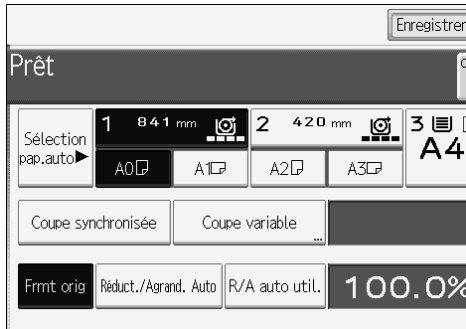 Enregistrer
Prêt
Sélection
pap.auto►
1 841 mm
2 420 mm
3
A4
A0
A1
A2
A3
Coupe synchronisée
Coupe variable
...
Frmt orig
Réduct./Agrand. Auto
R/A auto util.
100.0%